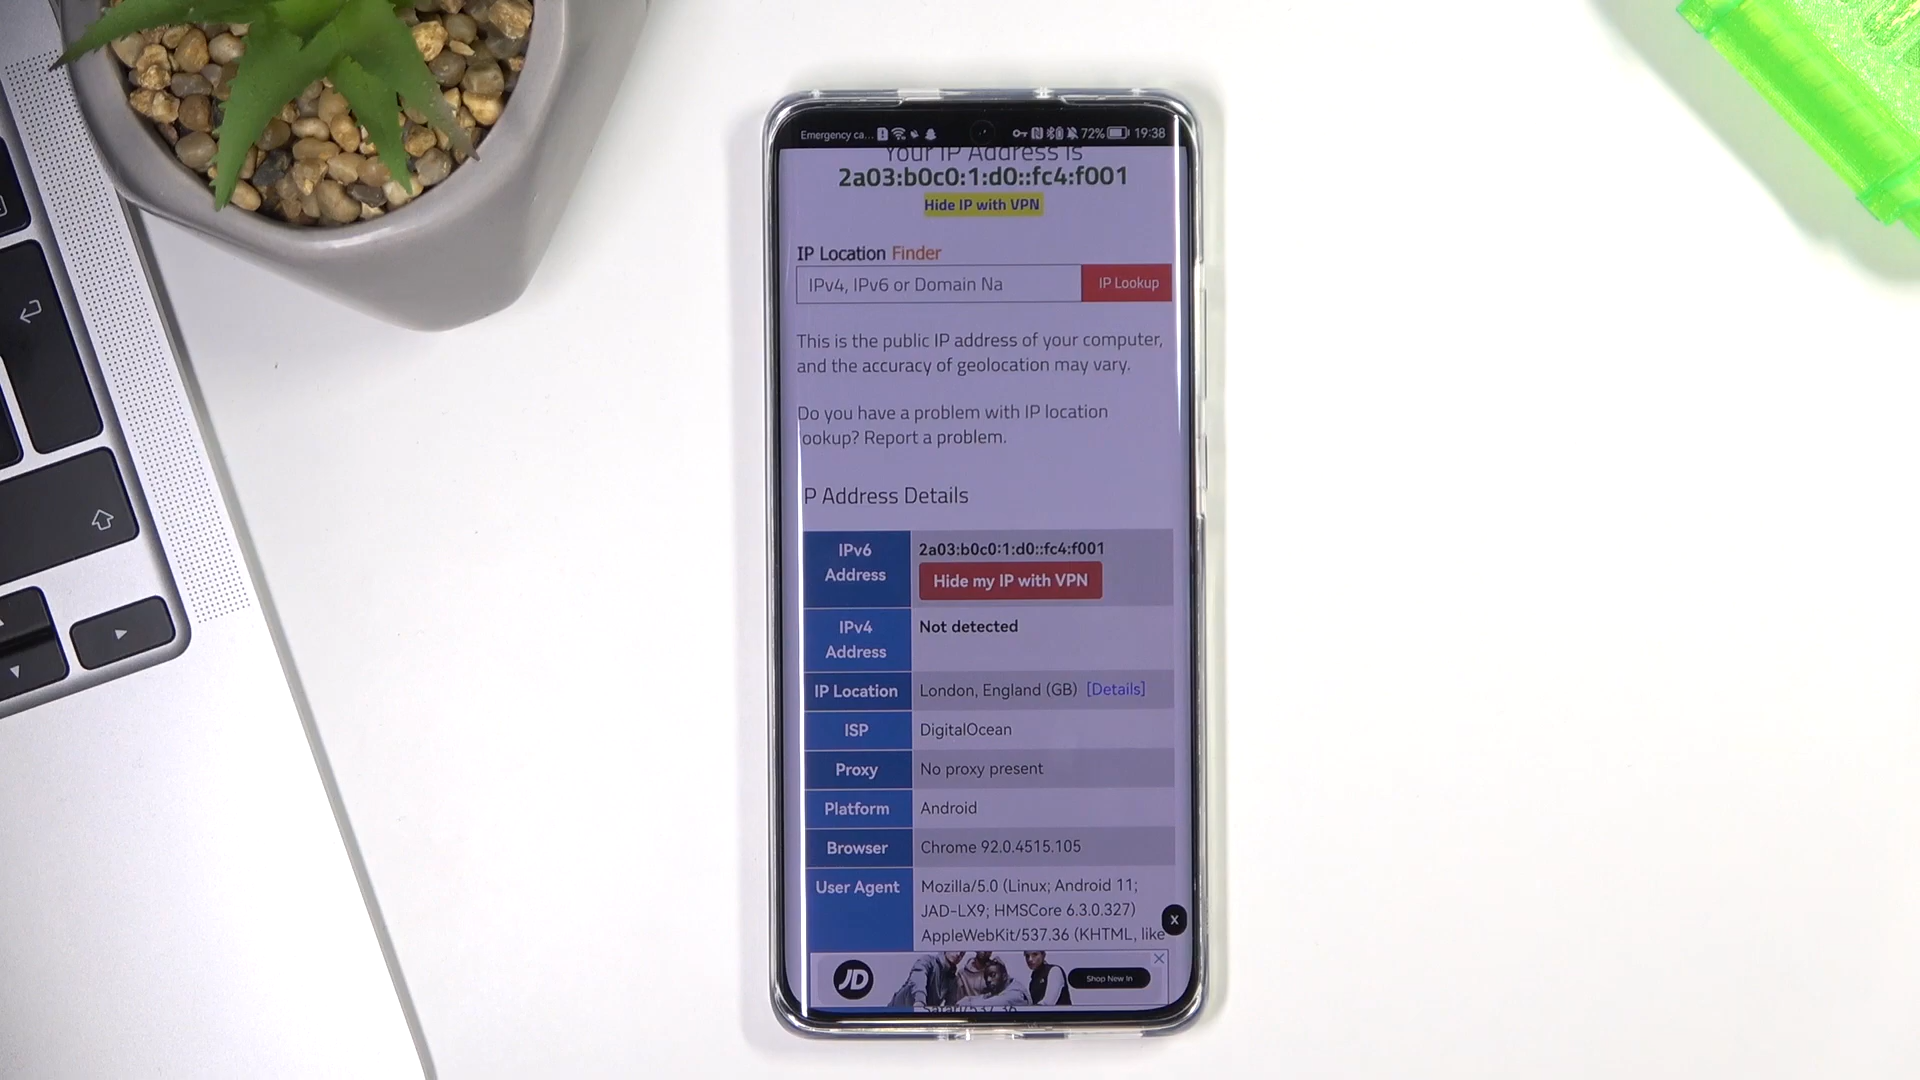 Emergency ca... 72% 19:38
Your IP Address is
2a03:b0c0:1:d0::fc4:f001
Hide IP with VPN
IP Location Finder
IPv4, IPv6 or Domain Na
IP Lookup
This is the public IP address of your computer,
and the accuracy of geolocation may vary.
Do you have a problem with IP location
lookup? Report a problem.
P Address Details
IPv6 Address
2a03:b0c0:1:d0::fc4:f001
Hide my IP with VPN
IPv4 Address
Not detected
IP Location
London, England (GB) [Details]
ISP
DigitalOcean
Proxy
No proxy present
Platform
Android
Browser
Chrome 92.0.4515.105
User Agent
Mozilla/5.0 (Linux; Android 11;
JAD-LX9; HMSCore 6.3.0.327)
AppleWebKit/537.36 (KHTML, like
X
JD
Shop New In
Safari/537.36